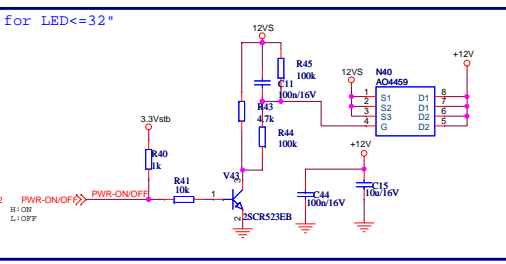 for LED<=32"
12VS
+12V
R45
100k
C11
100n/16V
12VS
N40
AO4459
1 S1 D1 8
2 S2 D1 7
3 S3 D2 6
4 G D2 5
R43
4.7k
3.3Vstb
R44
100k
+12V
R40
1k
R41
10k
V43
3
C15
10u/16V
C44
100n/16V
2 PWR-ON/OFF
PWR-ON/OFF
1
H:ON
L:OFF
2
2SCR523EB